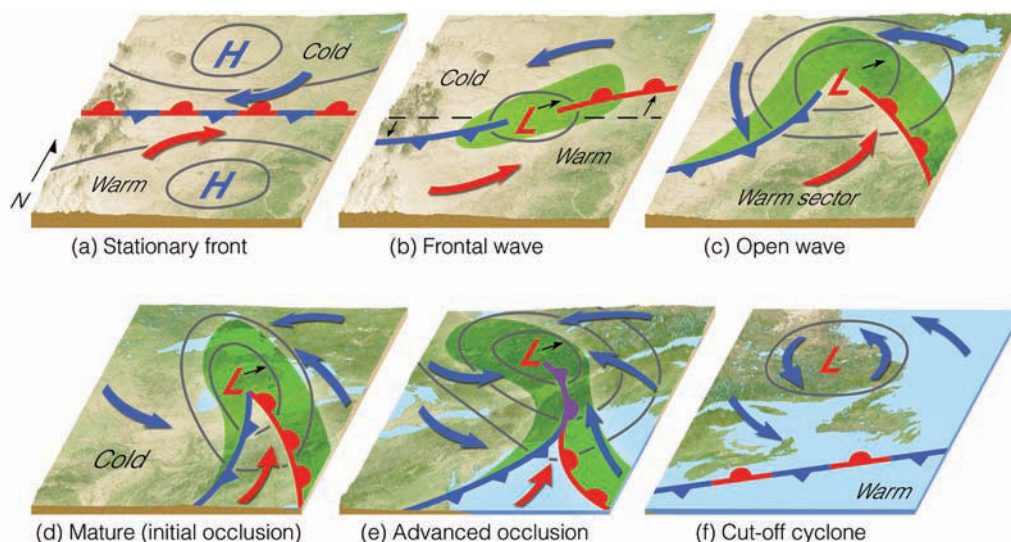 H
Cold
Warm
H
N
(a) Stationary front
Cold
L
Warm
(b) Frontal wave
L
Warm sector
(c) Open wave
L
Cold
(d) Mature (initial occlusion)
L
(e) Advanced occlusion
L
Warm
(f) Cut-off cyclone